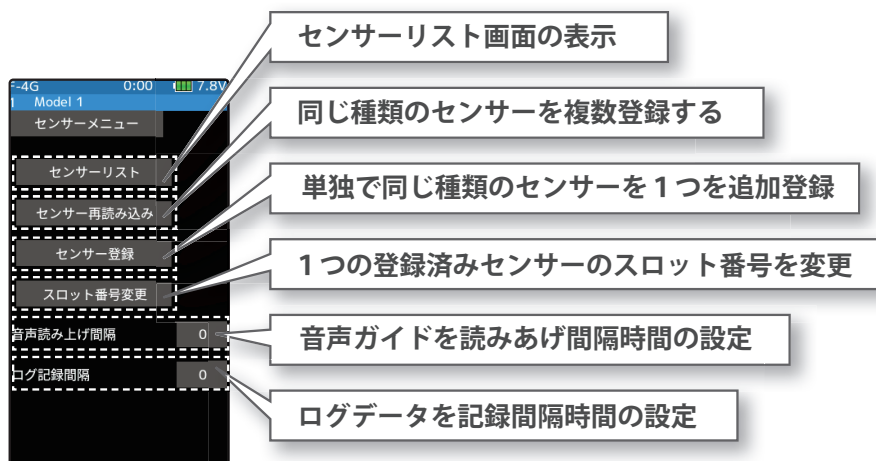 センサーリスト画面の表示
-4G 0:00 7.8V
Model 1
センサーメニュー
同じ種類のセンサーを複数登録する
センサーリスト
単独で同じ種類のセンサーを1つを追加登録
センサー再読み込み
センサー登録
1つの登録済みセンサーのスロット番号を変更
スロット番号変更
音声読み上げ間隔 0
音声ガイドを読みあげ間隔時間の設定
ログ記録間隔 0
ログデータを記録間隔時間の設定